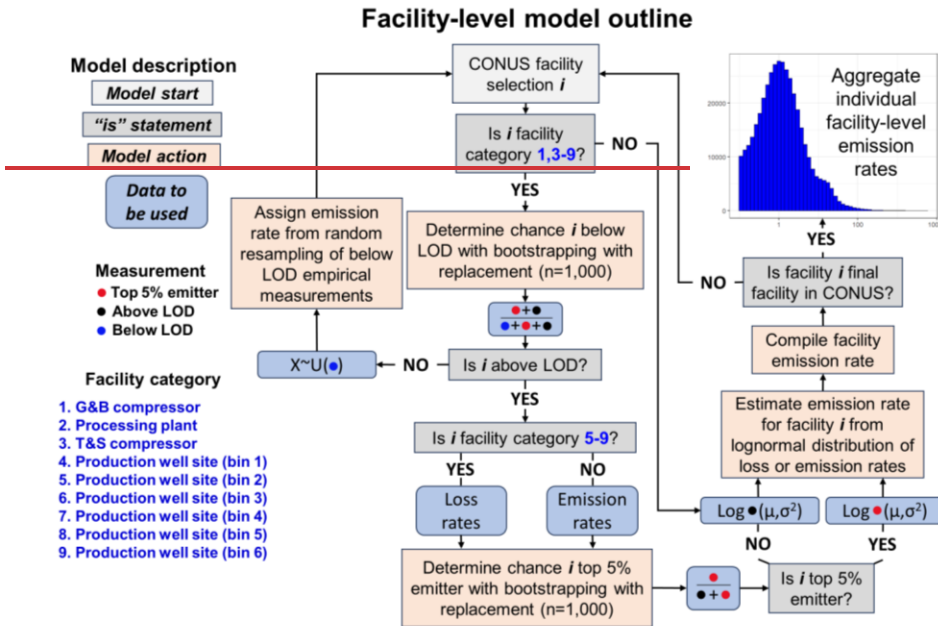 Facility-level model outline
Model description
Model start
“is” statement
Model action
Data to
be used
Measurement
Top 5% emitter
Above LOD
Below LOD
Facility category
1. G&B compressor
2. Processing plant
3. T&S compressor
4. Production well site (bin 1)
5. Production well site (bin 2)
6. Production well site (bin 3)
7. Production well site (bin 4)
8. Production well site (bin 5)
9. Production well site (bin 6)
CONUS facility
selection i
Is i facility
category 1,3-9?
NO
YES
Determine chance i below
LOD with bootstrapping with
replacement (n=1,000)
●+●
●+●+●
Is i above LOD?
NO
X~U(●)
Assign emission
rate from random
resampling of below
LOD empirical
measurements
YES
Is i facility category 5-9?
YES
NO
Loss
rates
Emission
rates
Determine chance i top 5%
emitter with bootstrapping with
replacement (n=1,000)
●
●+●
Is i top 5%
emitter?
NO
YES
Log●(μ,σ²)
Log●(μ,σ²)
Estimate emission rate
for facility i from
lognormal distribution of
loss or emission rates
Compile facility
emission rate
Is facility i final
facility in CONUS?
NO
YES
Aggregate
individual
facility-level
emission
rates
20000
10000
0
1
100